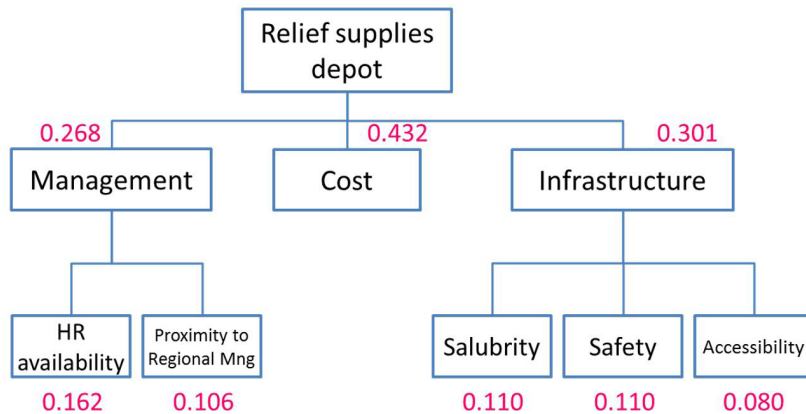 Relief supplies
depot
0.268
0.432
0.301
Management
Cost
Infrastructure
HR
availability
Proximity to
Regional Mng
Salubrity
Safety
Accessibility
0.162
0.106
0.110
0.110
0.080